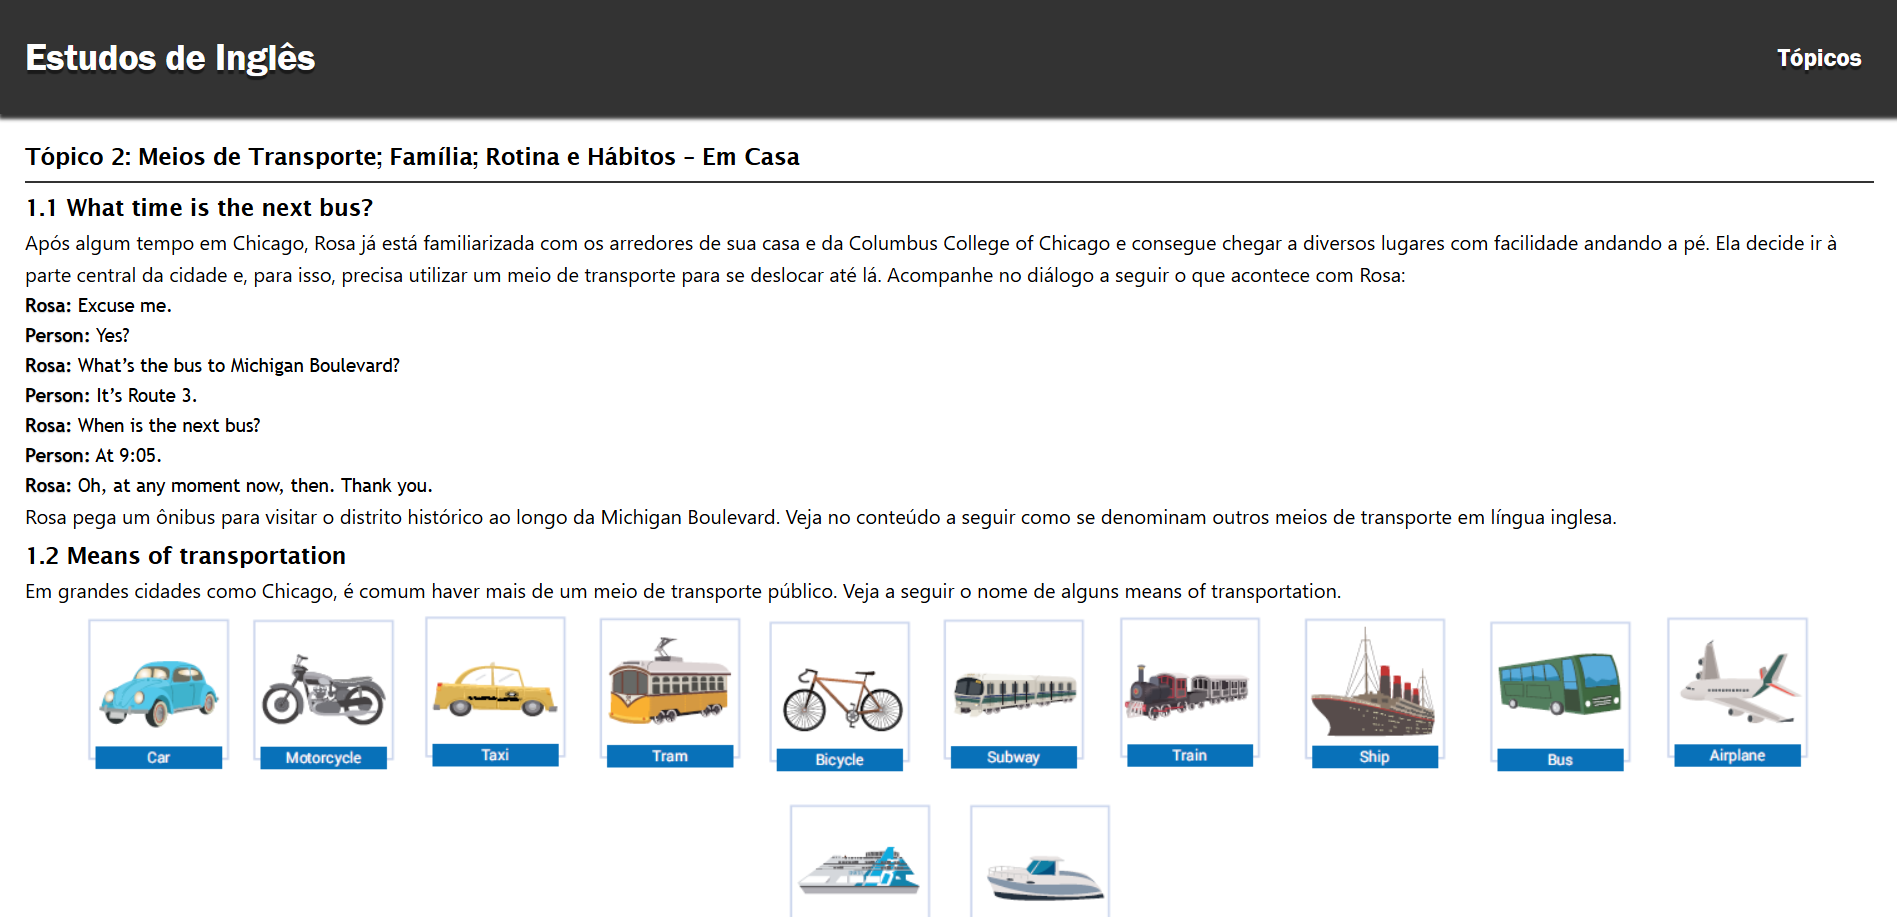 Estudos de Inglês
Tópicos
Tópico 2: Meios de Transporte; Família; Rotina e Hábitos – Em Casa
1.1 What time is the next bus?
Após algum tempo em Chicago, Rosa já está familiarizada com os arredores de sua casa e da Columbus College of Chicago e consegue chegar a diversos lugares com facilidade andando a pé. Ela decide ir à
parte central da cidade e, para isso, precisa utilizar um meio de transporte para se deslocar até lá. Acompanhe no diálogo a seguir o que acontece com Rosa:
Rosa: Excuse me.
Person: Yes?
Rosa: What’s the bus to Michigan Boulevard?
Person: It’s Route 3.
Rosa: When is the next bus?
Person: At 9:05.
Rosa: Oh, at any moment now, then. Thank you.
Rosa pega um ônibus para visitar o distrito histórico ao longo da Michigan Boulevard. Veja no conteúdo a seguir como se denominam outros meios de transporte em língua inglesa.
1.2 Means of transportation
Em grandes cidades como Chicago, é comum haver mais de um meio de transporte público. Veja a seguir o nome de alguns means of transportation.
Car
Motorcycle
Taxi
Tram
Bicycle
Subway
Train
Ship
Bus
Airplane